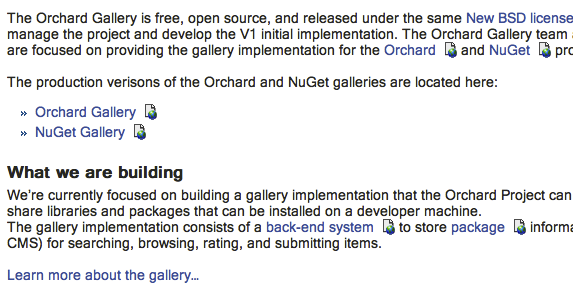 The Orchard Gallery is free, open source, and released under the same New BSD license
manage the project and develop the V1 initial implementation. The Orchard Gallery team
are focused on providing the gallery implementation for the Orchard and NuGet pro
The production verisons of the Orchard and NuGet galleries are located here:
» Orchard Gallery
» NuGet Gallery
What we are building
We're currently focused on building a gallery implementation that the Orchard Project can
share libraries and packages that can be installed on a developer machine.
The gallery implementation consists of a back-end system to store package informa
CMS) for searching, browsing, rating, and submitting items.
Learn more about the gallery...